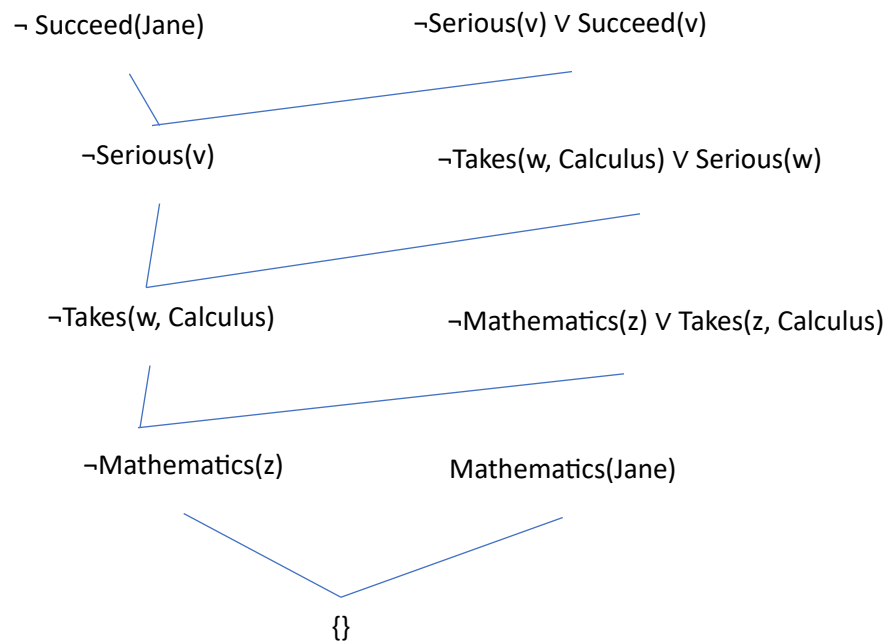 ¬ Succeed(Jane) ¬Serious(v) V Succeed(v)
¬Serious(v) ¬Takes(w, Calculus) V Serious(w)
¬Takes(w, Calculus) ¬Mathematics(z) V Takes(z, Calculus)
¬Mathematics(z) Mathematics(Jane)
{}